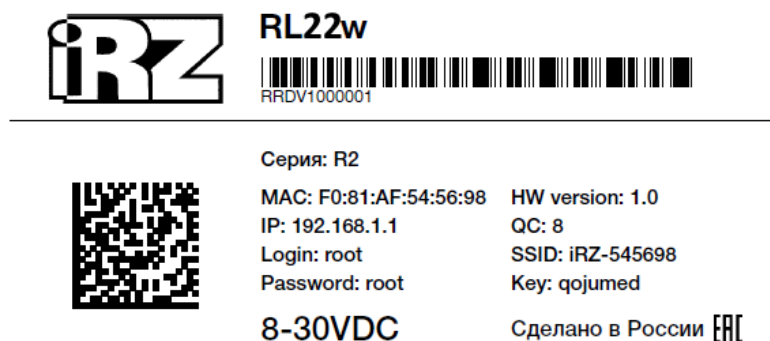 iRZ
RL22w
RRDV1000001
Серия: R2
MAC: F0:81:AF:54:56:98 HW version: 1.0
IP: 192.168.1.1 QC: 8
Login: root SSID: iRZ-545698
Password: root Key: qojumed
8-30VDC Сделано в России EAC